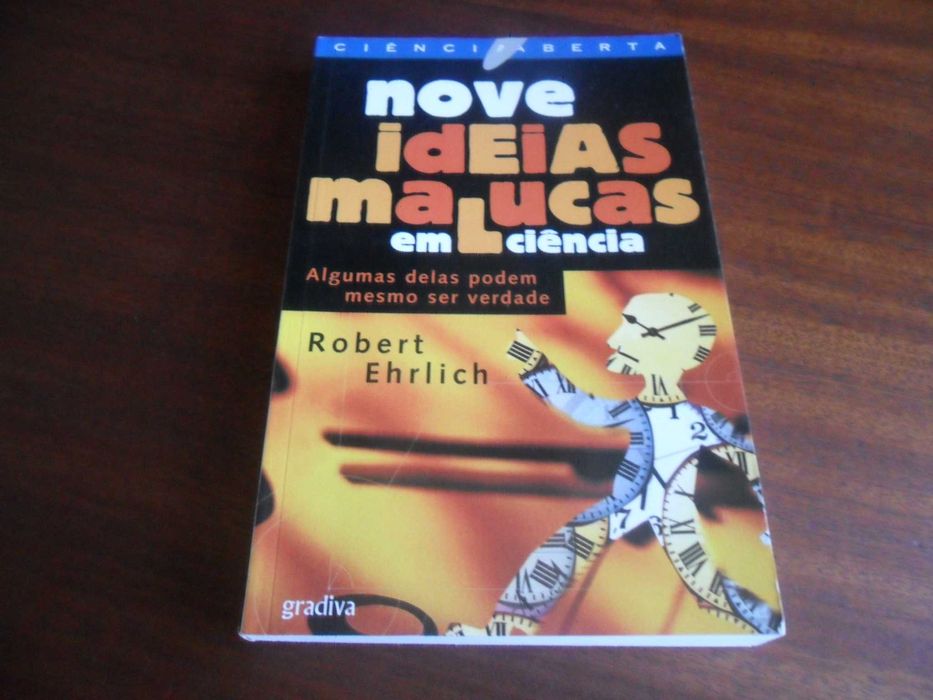 CIÊNCIA ABERTA
nove
ideias
malucas
em ciência
Algumas delas podem
mesmo ser verdade
Robert
Ehrlich
gradiva